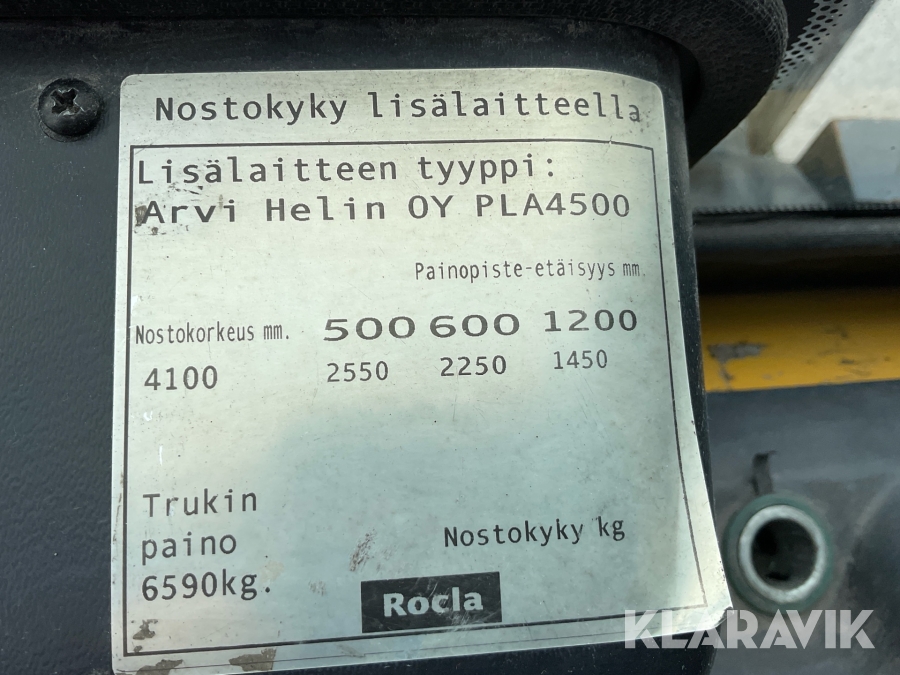 Nostokyky lisälaitteella
Lisälaitteen tyyppi:
Arvi Helin OY PLA4500
Painopiste-etäisyys mm.
Nostokorkeus mm. 500 600 1200
4100 2550 2250 1450
Trukin
paino
6590kg.
Nostokyky kg
Rocla
KLARAVIK